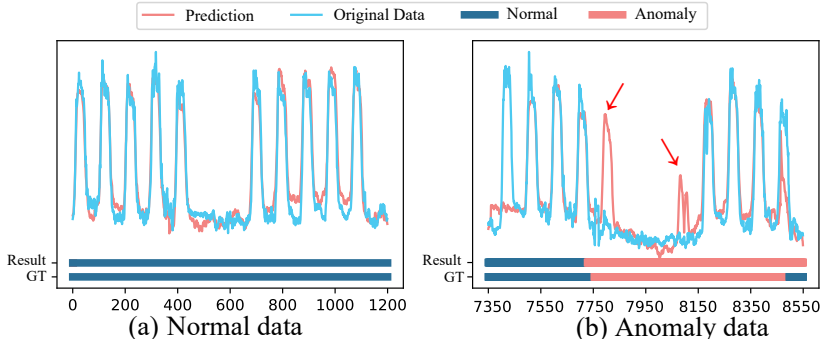 Prediction Original Data Normal Anomaly
Result
GT
0 200 400 600 800 1000 1200
(a) Normal data
Result
GT
7350 7550 7750 7950 8150 8350 8550
(b) Anomaly data